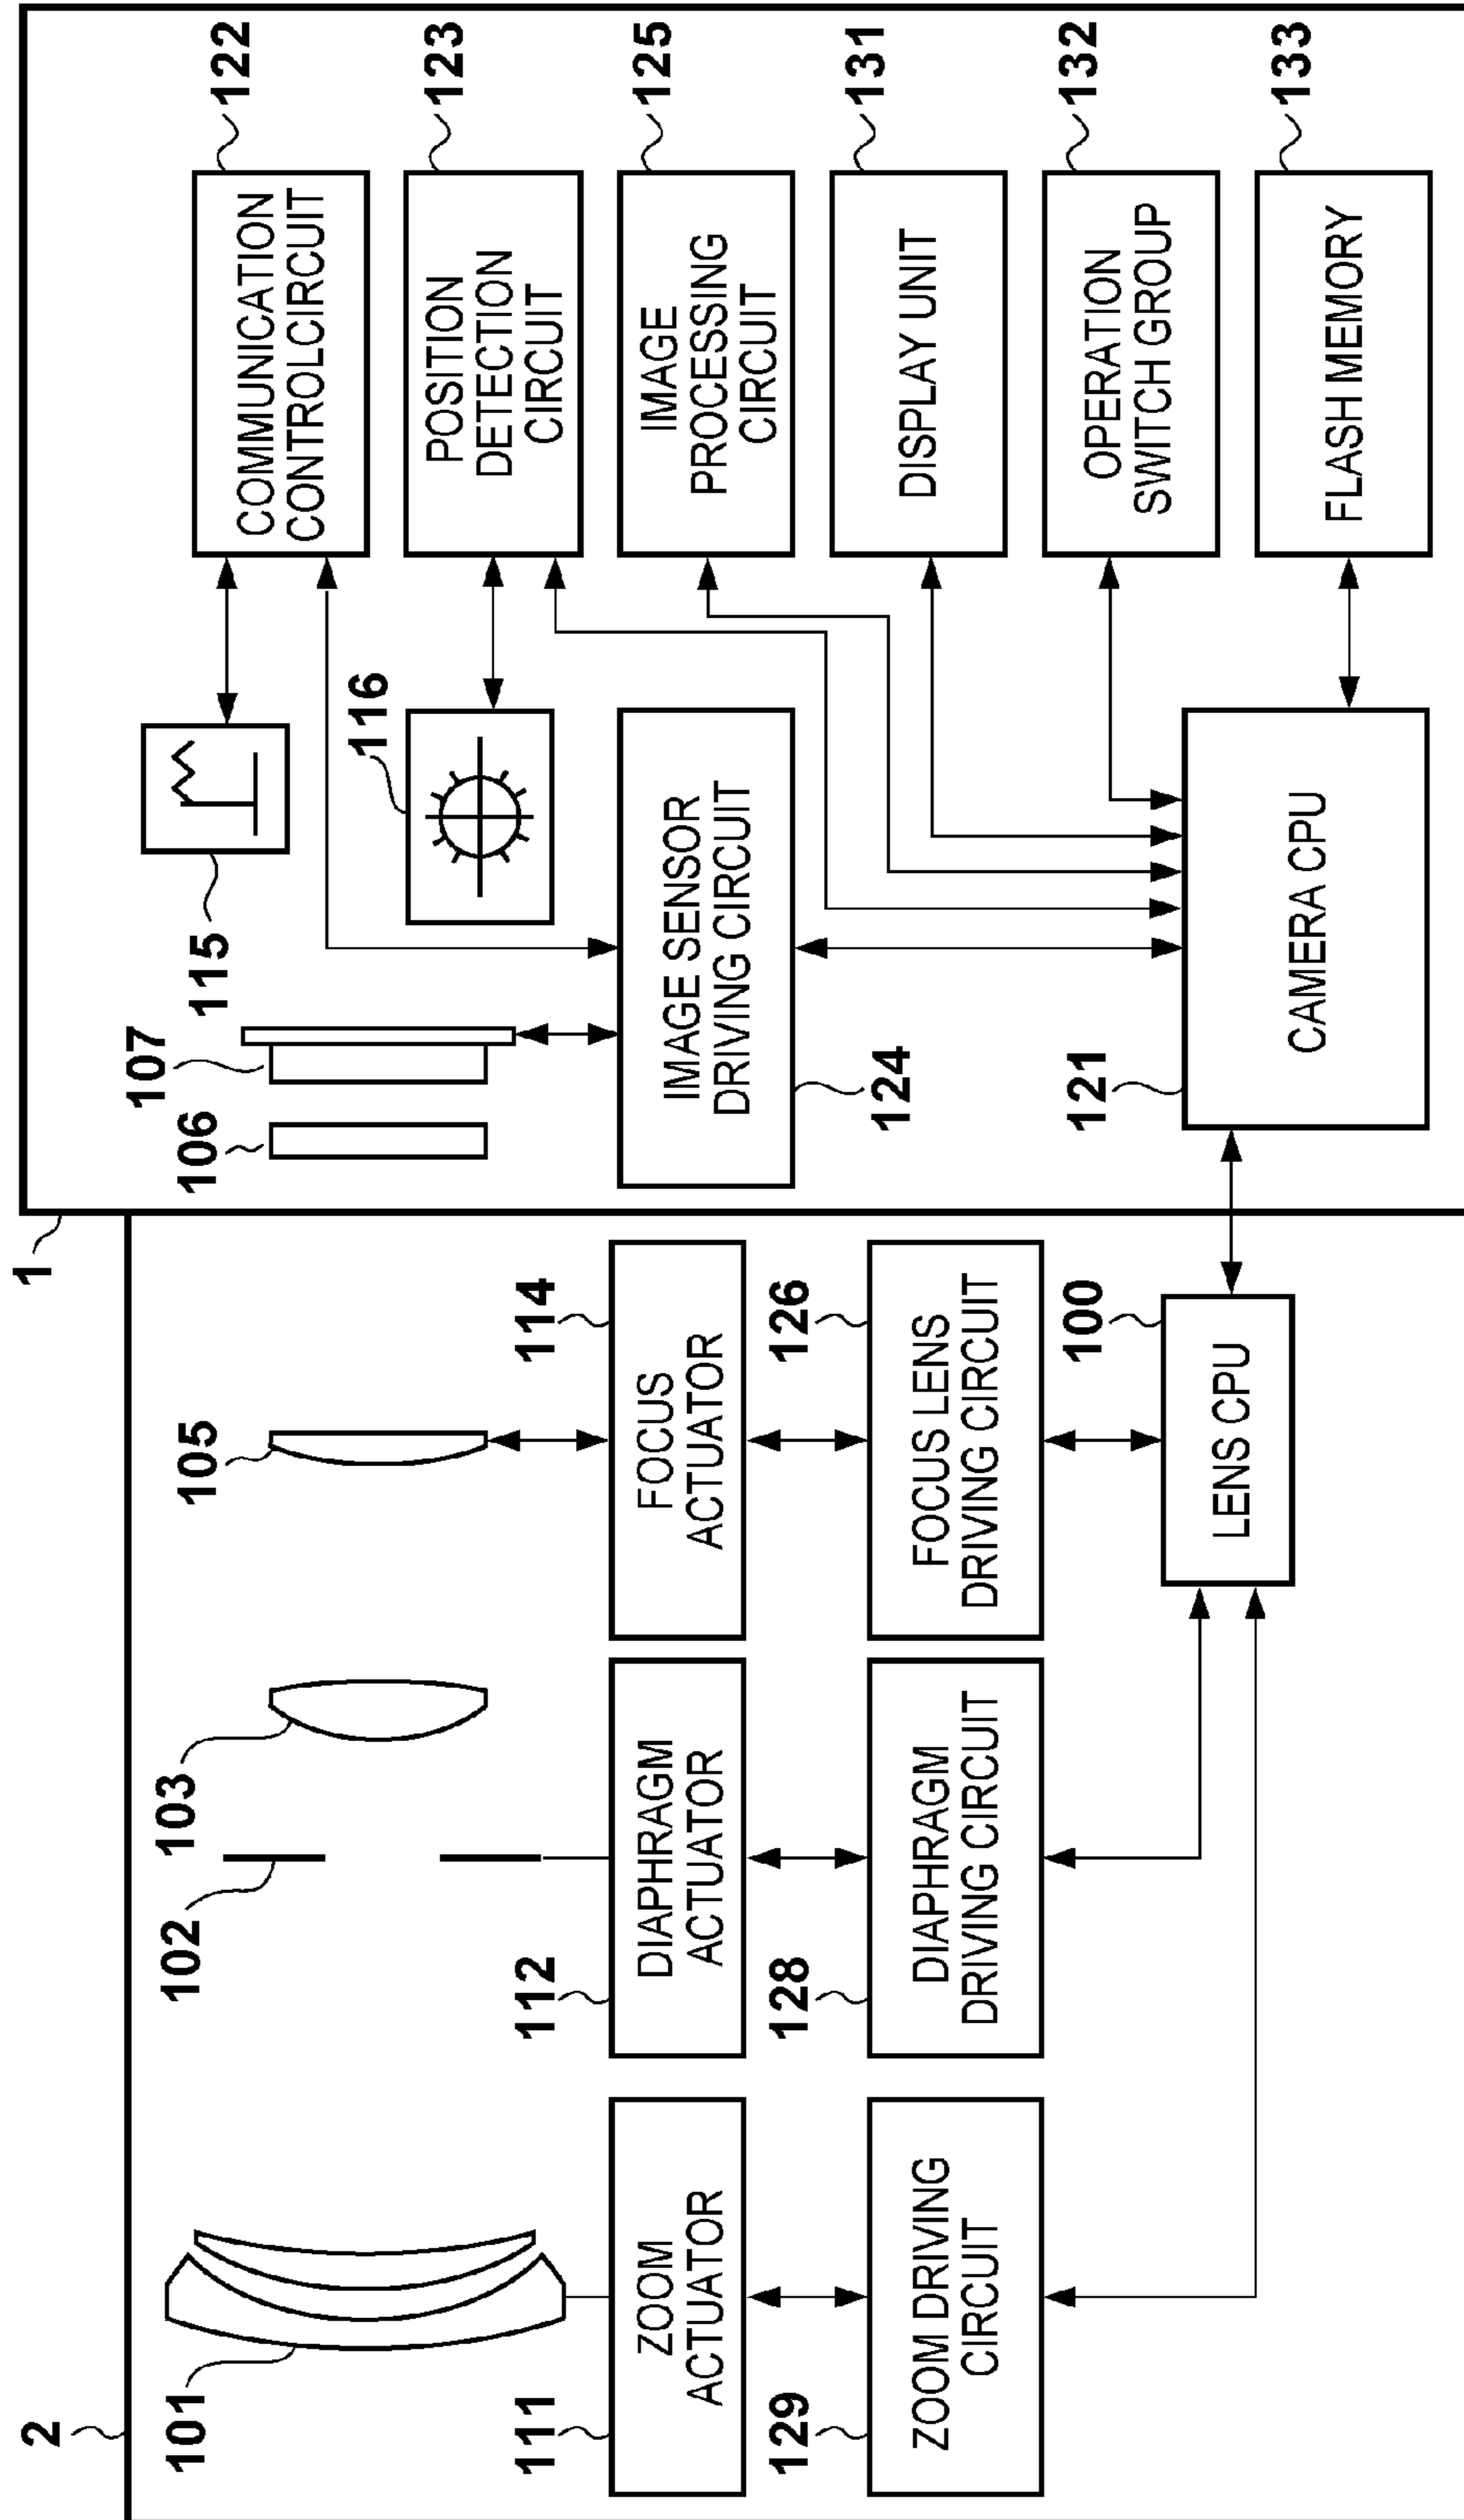 2
1
101
102
103
105
106
107
115
116
122
COMMUNICATION
CONTROLCIRCUIT
123
POSITION
DETECTION
CIRCUIT
125
IMAGE
PROCESSING
CIRCUIT
131
DISPLAY UNIT
132
OPERATION
SWITCH GROUP
133
FLASH MEMORY
111
ZOOM
ACTUATOR
112
DIAPHRAGM
ACTUATOR
114
FOCUS
ACTUATOR
IMAGE SENSOR
DRIVING CIRCUIT
124
129
ZOOM DRIVING
CIRCUIT
128
DIAPHRAGM
DRIVING CIRCUIT
126
FOCUS LENS
DRIVING CIRCUIT
100
LENS CPU
121
CAMERA CPU